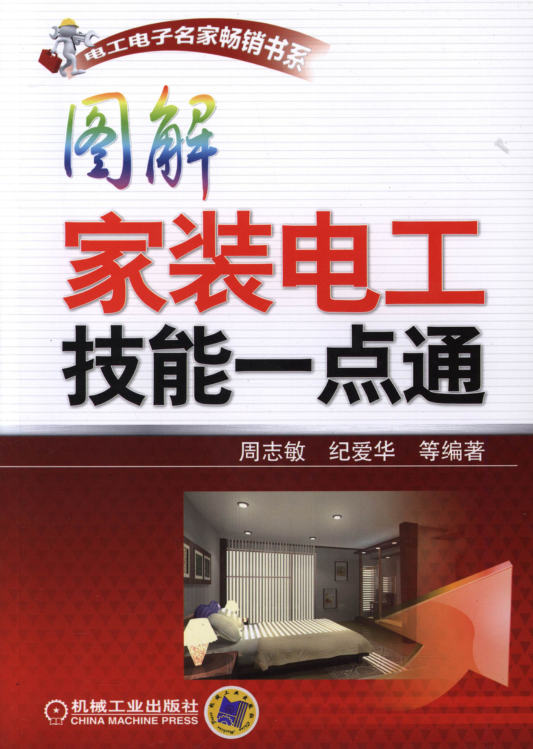 电工电子名家畅销书系
图解
家装电工
技能一点通
周志敏 纪爱华 等编著
机械工业出版社
CHINA MACHINE PRESS